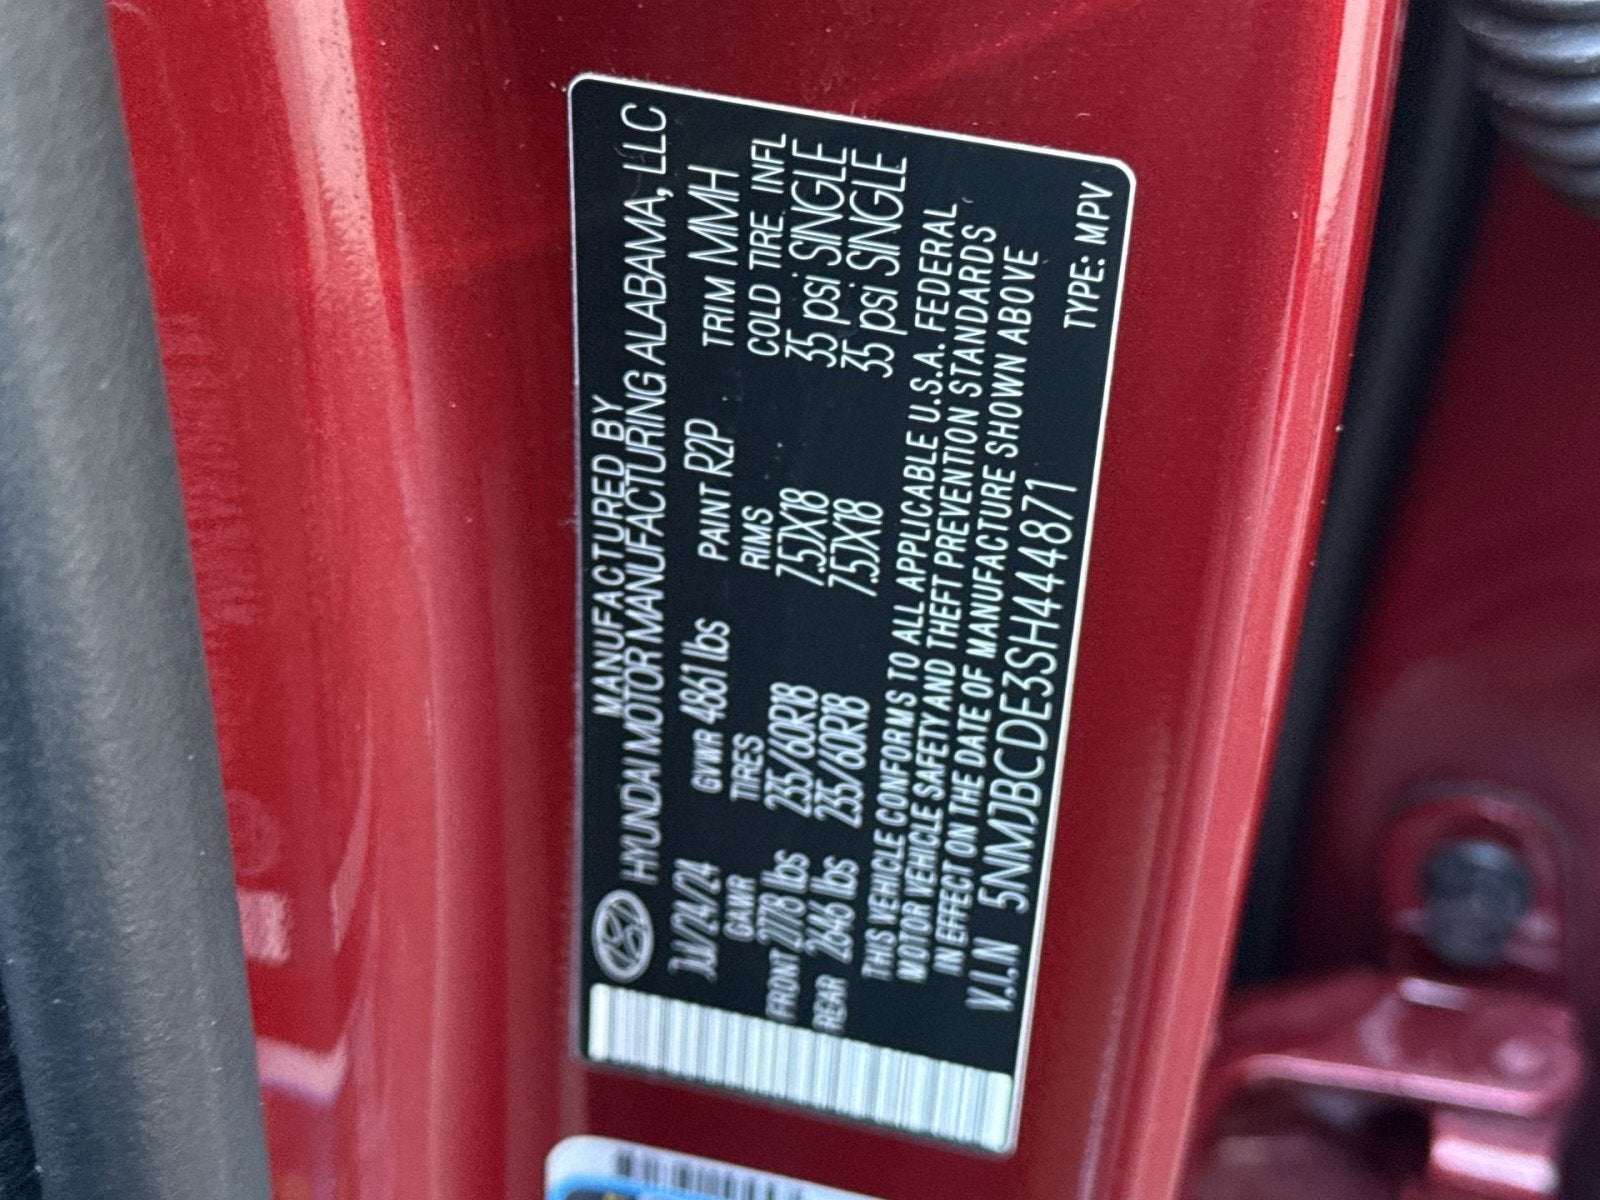 MANUFACTURED BY
HYUNDAI MOTOR MANUFACTURING ALABAMA, LLC
JUL/24/24 GVWR 4861 lbs PAINT R2P TRIM MMH
GAWR TIRES RIMS COLD TIRE. INFL
FRONT 2778 lbs 235/60R18 7.5JX18 35 psi SINGLE
REAR 2646 lbs 235/60R18 7.5JX18 35 psi SINGLE
THIS VEHICLE CONFORMS TO ALL APPLICABLE U.S.A. FEDERAL
MOTOR VEHICLE SAFETY AND THEFT PREVENTION STANDARDS
IN EFFECT ON THE DATE OF MANUFACTURE SHOWN ABOVE
V.I.N 5NMJBCDE3SH444871 TYPE: MPV